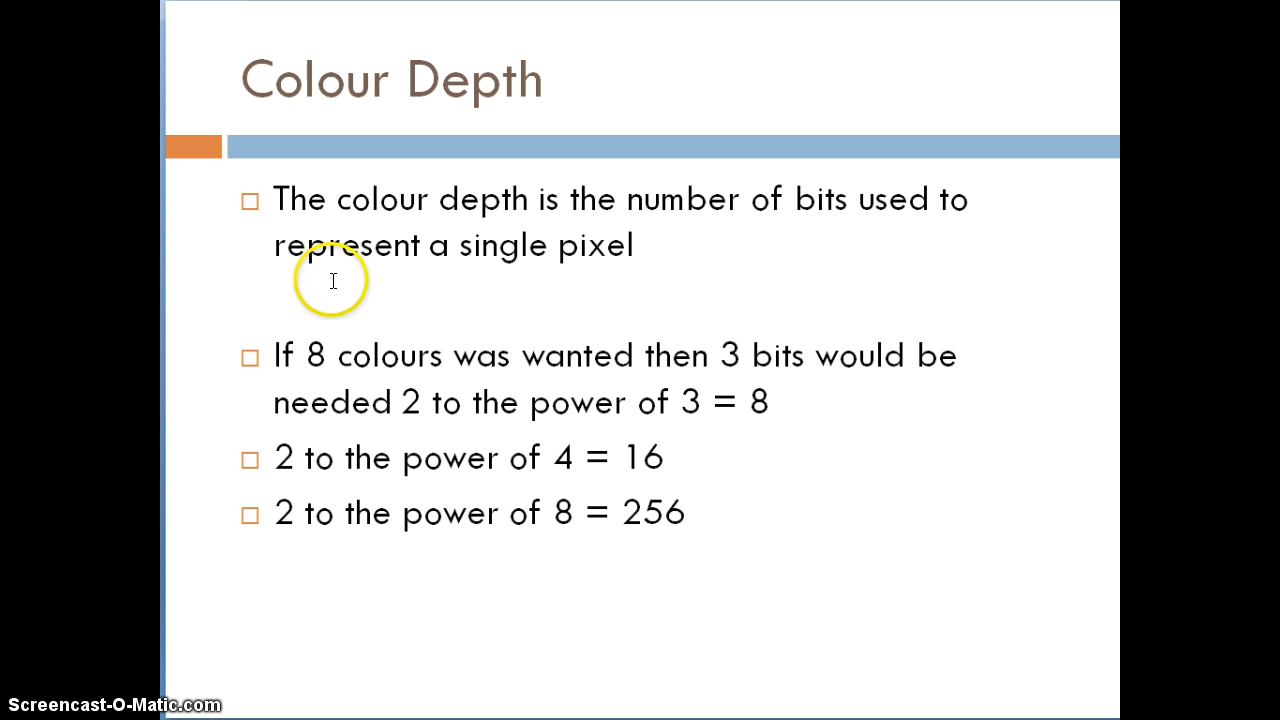 Colour Depth
The colour depth is the number of bits used to
represent a single pixel
If 8 colours was wanted then 3 bits would be
needed 2 to the power of 3 = 8
2 to the power of 4 = 16
2 to the power of 8 = 256
Screencast-O-Matic.com